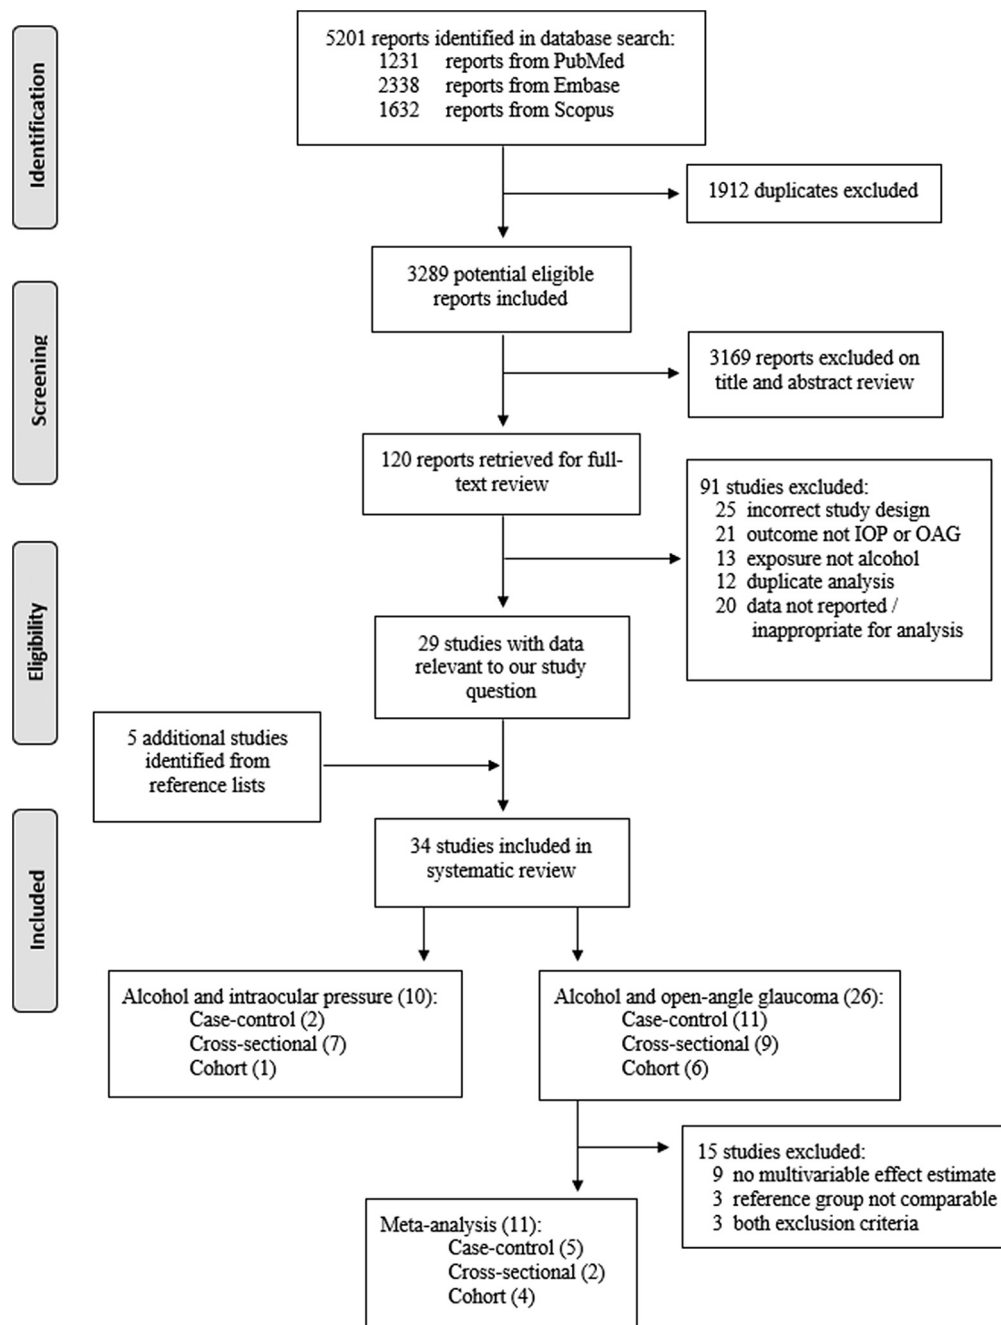 Identification
5201 reports identified in database search:
1231 reports from PubMed
2338 reports from Embase
1632 reports from Scopus
1912 duplicates excluded
Screening
3289 potential eligible
reports included
3169 reports excluded on
title and abstract review
120 reports retrieved for full-
text review
Eligibility
91 studies excluded:
25 incorrect study design
21 outcome not IOP or OAG
13 exposure not alcohol
12 duplicate analysis
20 data not reported /
inappropriate for analysis
29 studies with data
relevant to our study
question
5 additional studies
identified from
reference lists
Included
34 studies included in
systematic review
Alcohol and intraocular pressure (10):
Case-control (2)
Cross-sectional (7)
Cohort (1)
Alcohol and open-angle glaucoma (26):
Case-control (11)
Cross-sectional (9)
Cohort (6)
15 studies excluded:
9 no multivariable effect estimate
3 reference group not comparable
3 both exclusion criteria
Meta-analysis (11):
Case-control (5)
Cross-sectional (2)
Cohort (4)